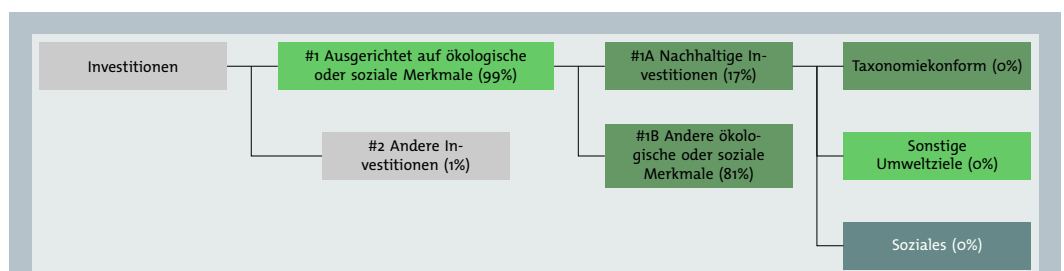 Investitionen
#1 Ausgerichtet auf ökologische
oder soziale Merkmale (99%)
#1A Nachhaltige In-
vestitionen (17%)
Taxonomiekonform (0%)
#2 Andere In-
vestitionen (1%)
#1B Andere ökolo-
gische oder soziale
Merkmale (81%)
Sonstige
Umweltziele (0%)
Soziales (0%)